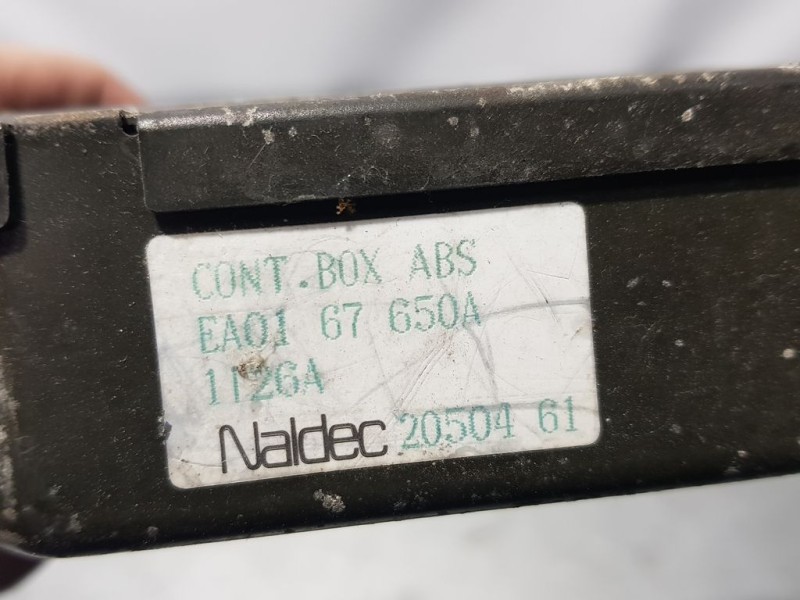 CONT.BOX ABS
EA01 67 650A
1126A
Naldec 20504 61